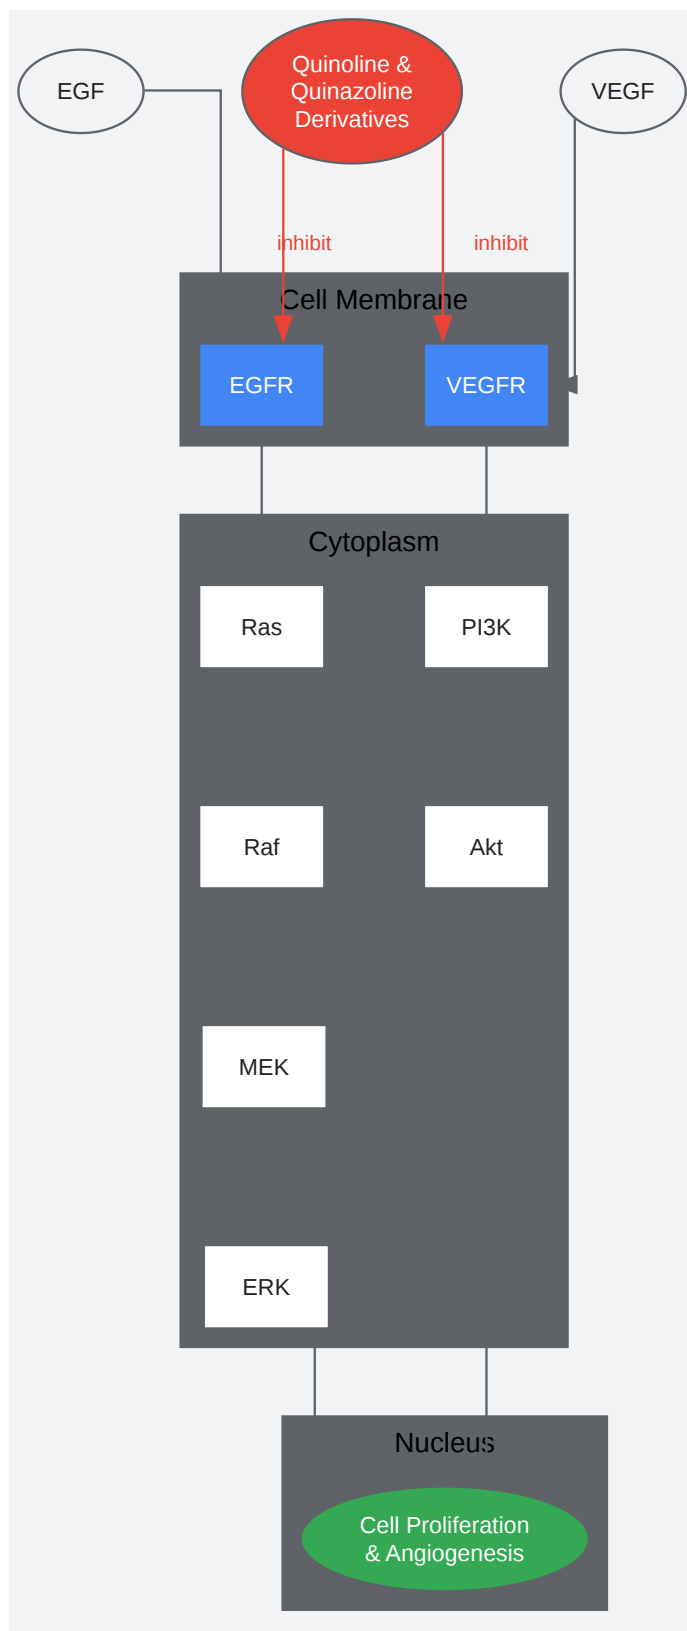 EGF
Quinoline &
Quinazoline
Derivatives
VEGF
inhibit
inhibit
Cell Membrane
EGFR
VEGFR
Cytoplasm
Ras
PI3K
Raf
Akt
MEK
ERK
Nucleus
Cell Proliferation
& Angiogenesis